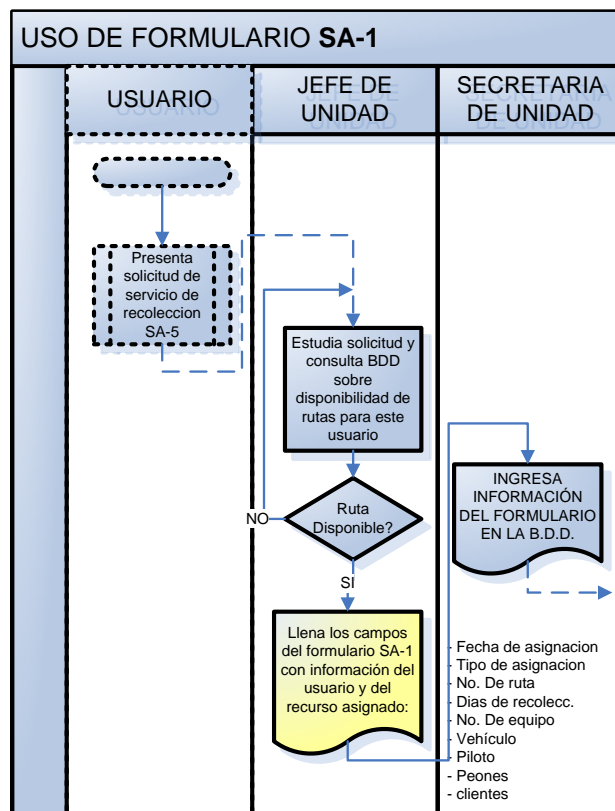 USO DE FORMULARIO SA-1
USUARIO
JEFE DE
UNIDAD
SECRETARIA
DE UNIDAD
Presenta
solicitud de
servicio de
recoleccion
SA-5
Estudia solicitud y
consulta BDD
sobre
disponibilidad de
rutas para este
usuario
Ruta
Disponible?
NO
SI
Llena los campos
del formulario SA-1
con información del
usuario y del
recurso asignado:
INGRESA
INFORMACIÓN
DEL FORMULARIO
EN LA B.D.D.
- Fecha de asignacion
- Tipo de asignacion
- No. De ruta
- Dias de recolecc.
- No. De equipo
- Vehículo
- Piloto
- Peones
- clientes